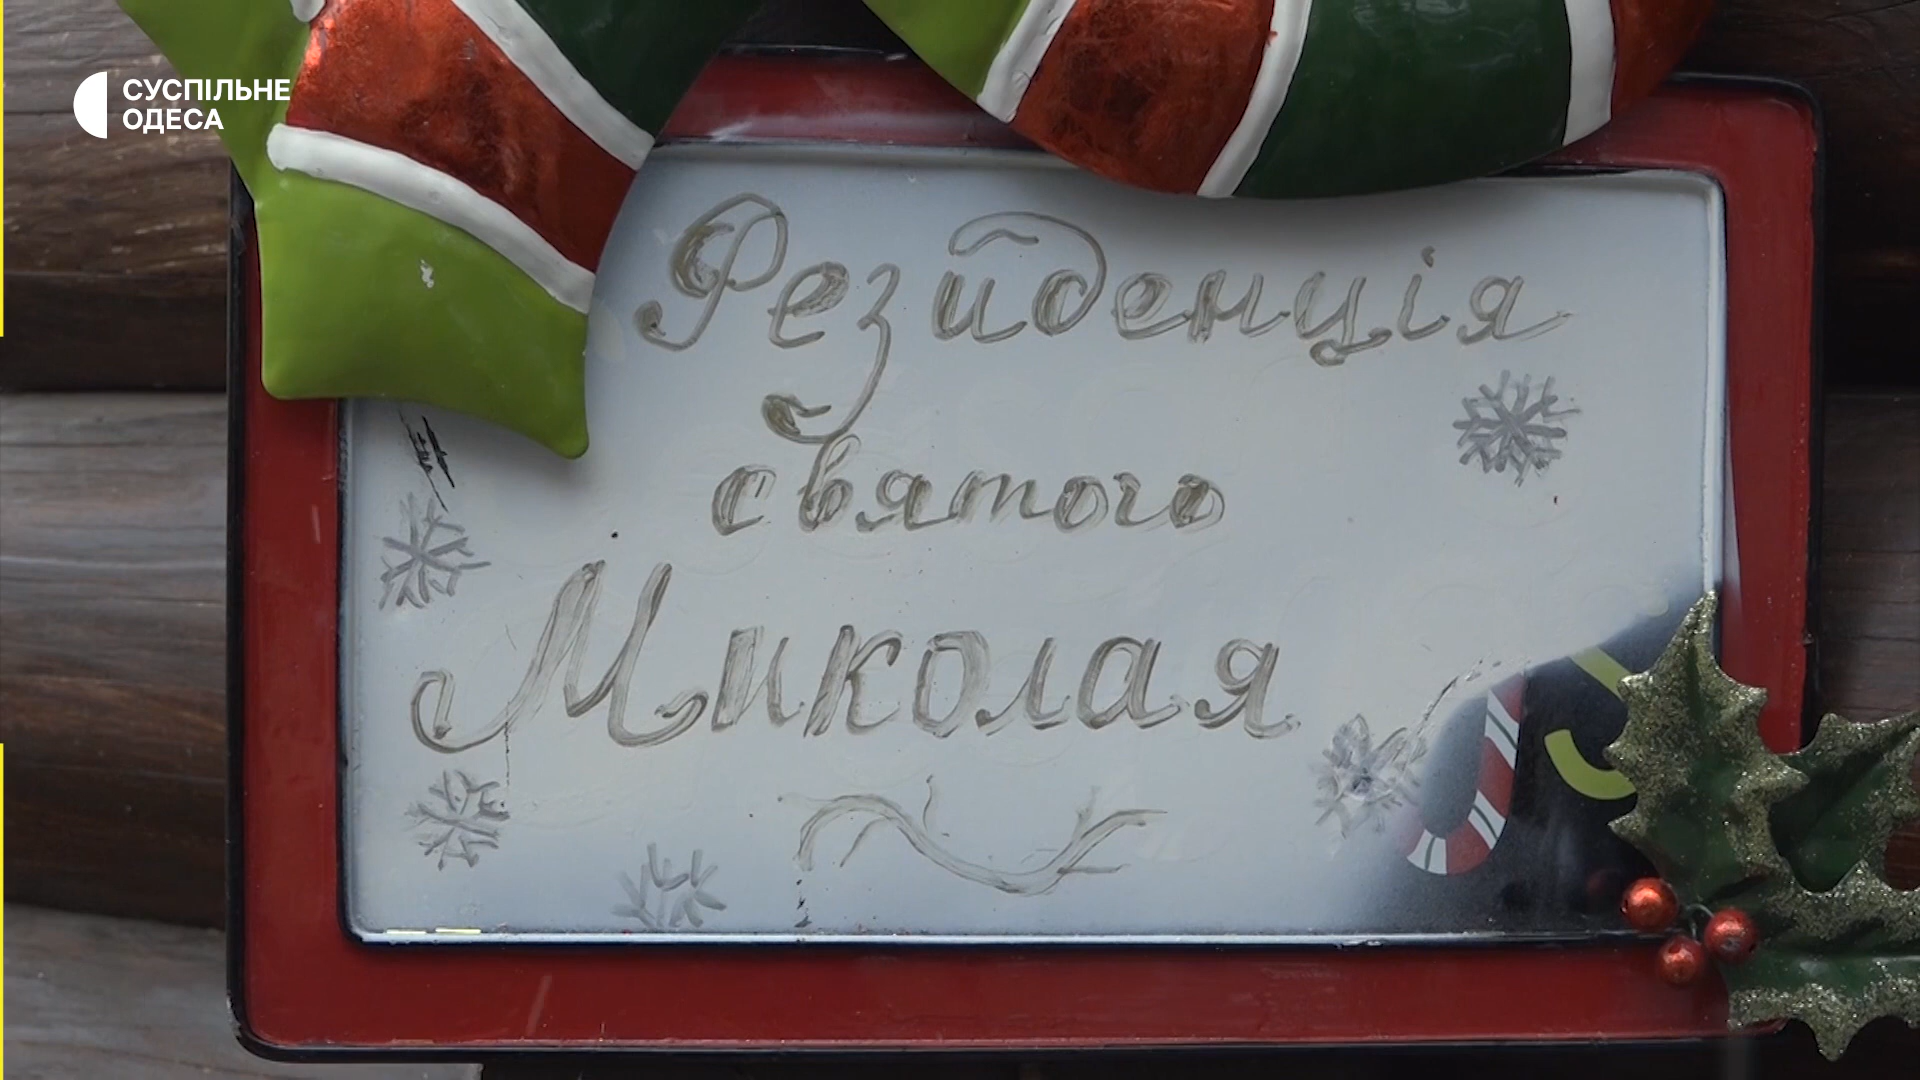 СУСПІЛЬНЕ
ОДЕСА
Резиденція
святого
Миколая